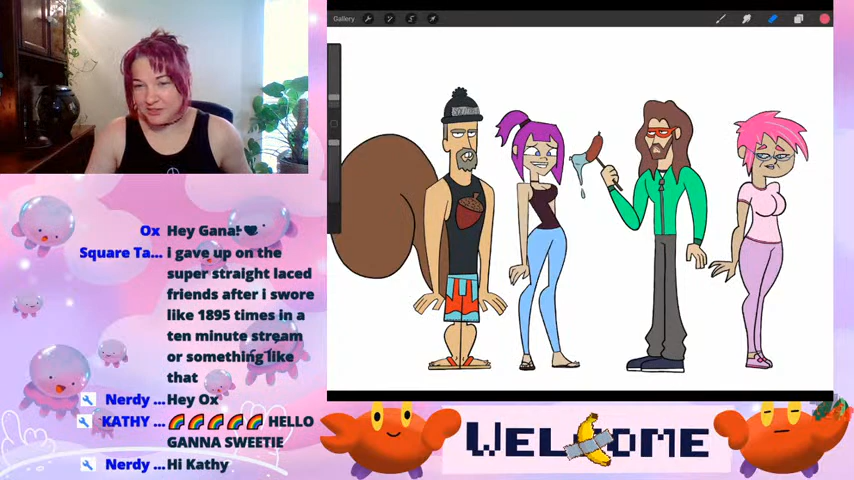 Gallery
Ox Hey Gana!
Square Ta... i gave up on the
super straight laced
friends after i swore
like 1895 times in a
ten minute stream
or something like
that
Nerdy ... Hey Ox
KATHY ... HELLO
GANNA SWEETIE
Nerdy ... Hi Kathy
WELCOME